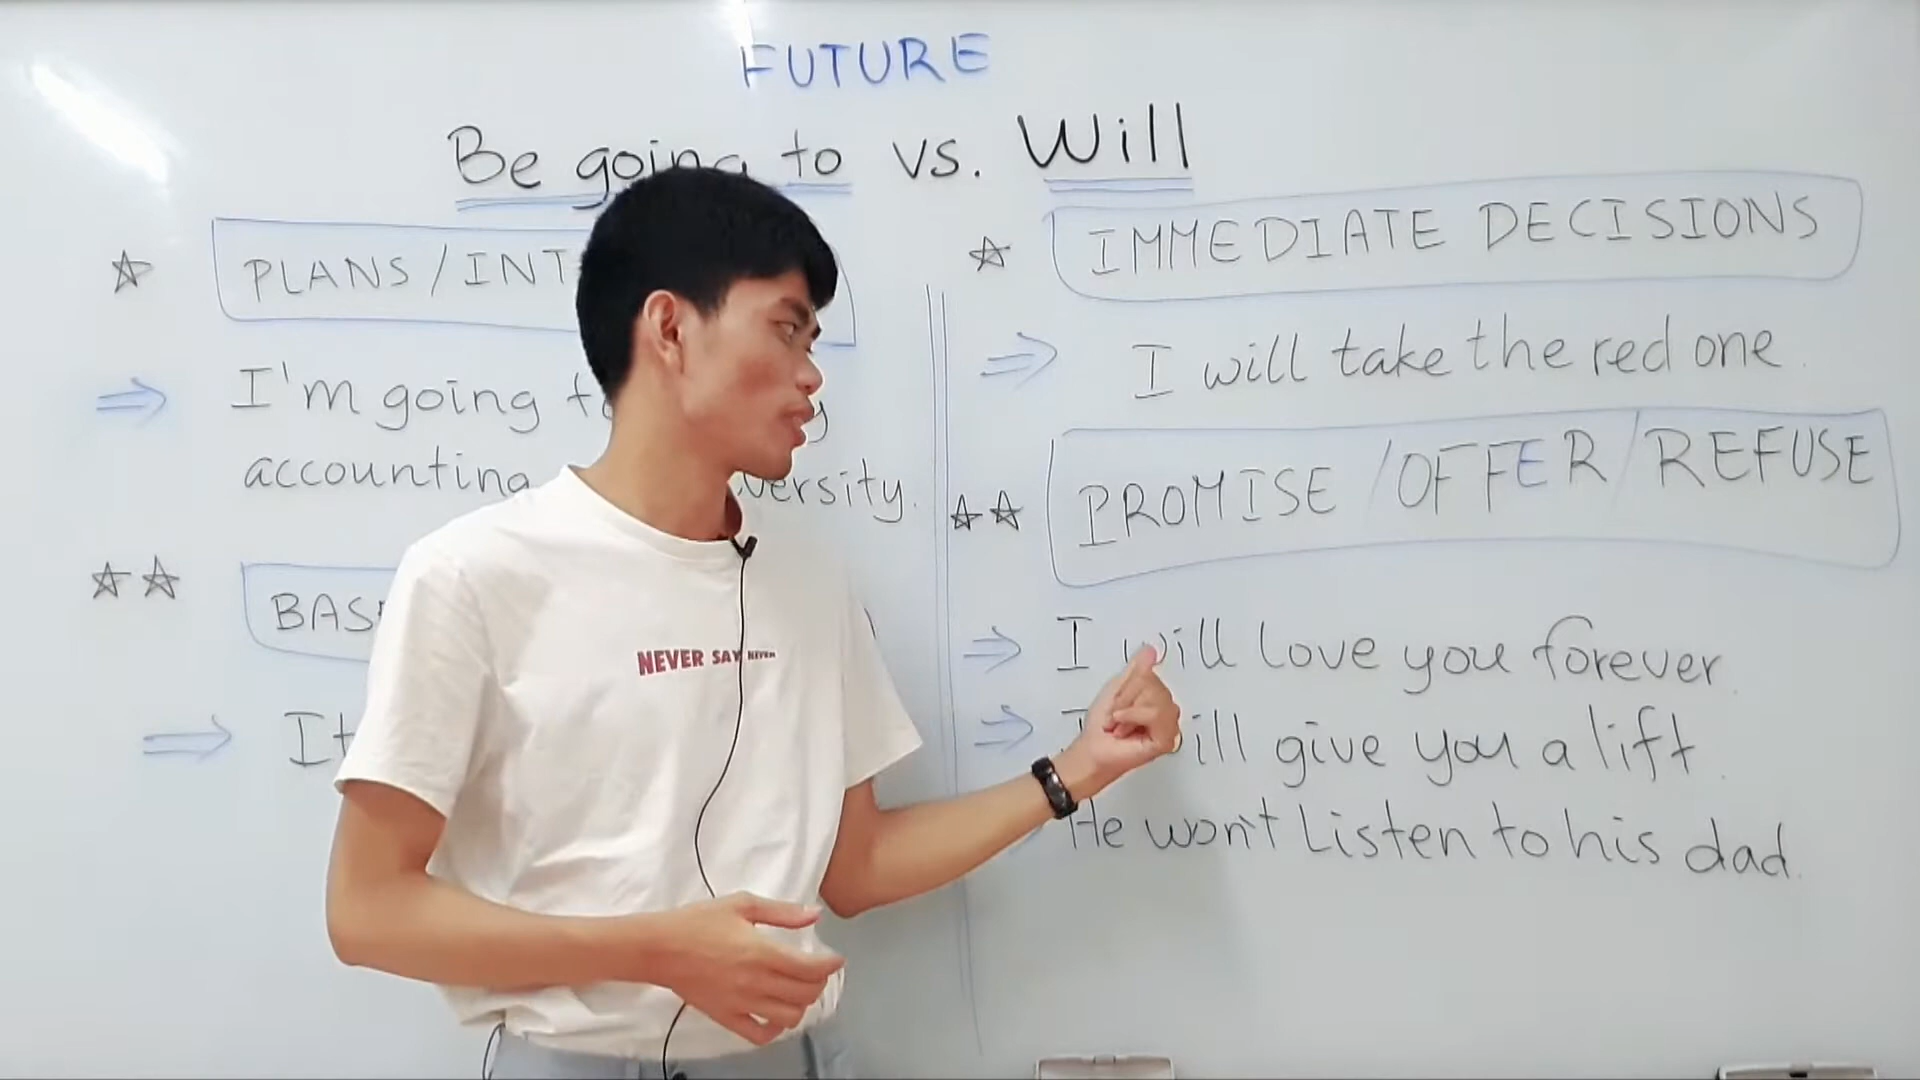 FUTURE
Be going to vs. Will
PLANS / INT
I'm going
accounting
BAS
It
IMMEDIATE DECISIONS
I will take the red one.
PROMISE / OFFER / REFUSE
I will love you forever.
will give you a lift.
He won't listen to his dad.
NEVER SAY NEVER